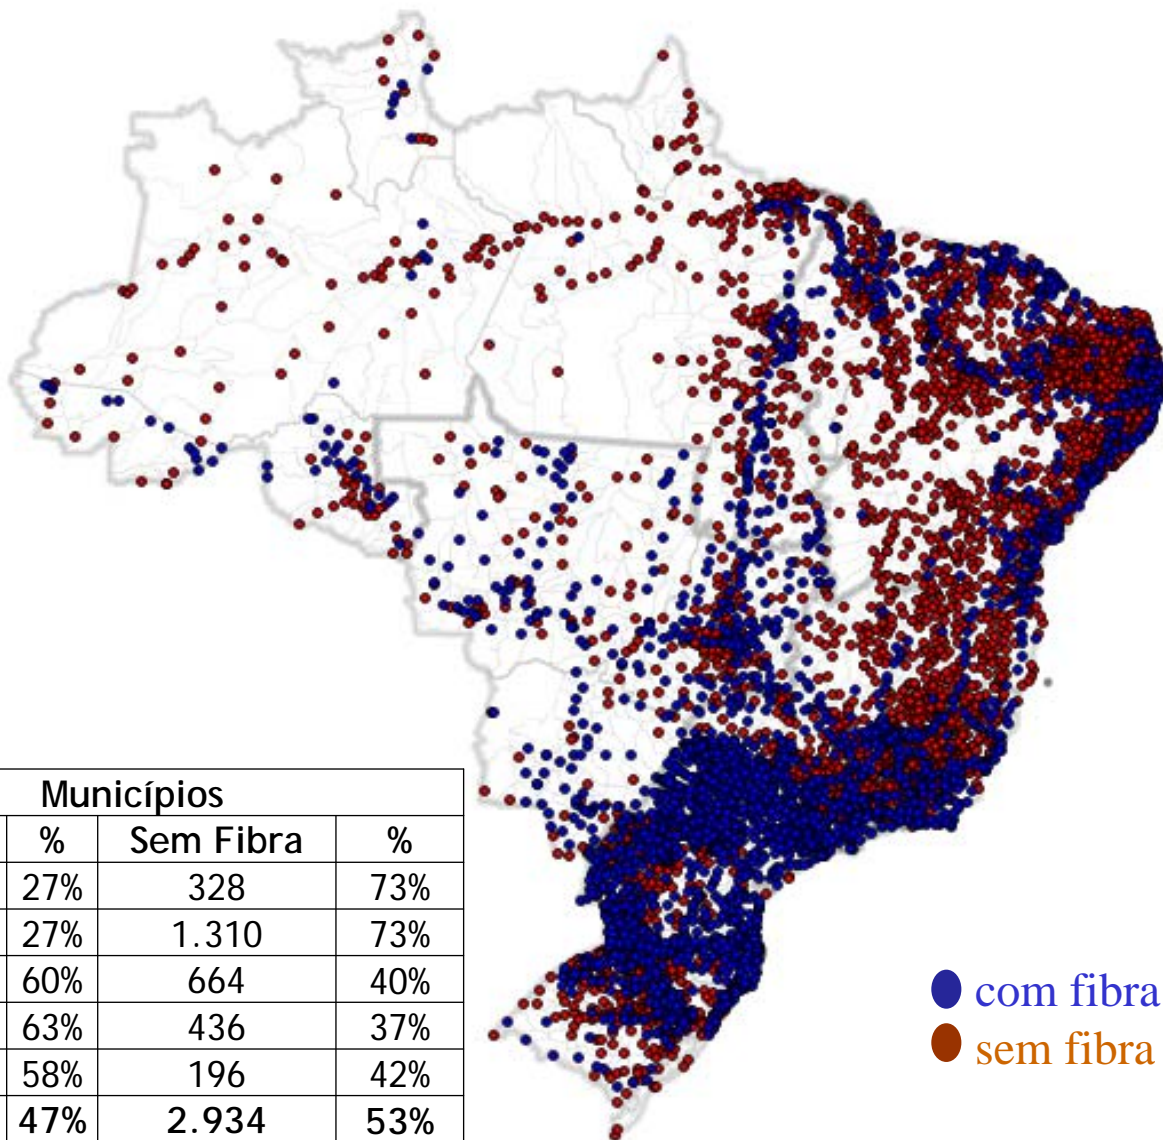 Municípios
% Sem Fibra %
27% 328 73%
27% 1.310 73%
60% 664 40%
63% 436 37%
58% 196 42%
47% 2.934 53%
com fibra
sem fibra